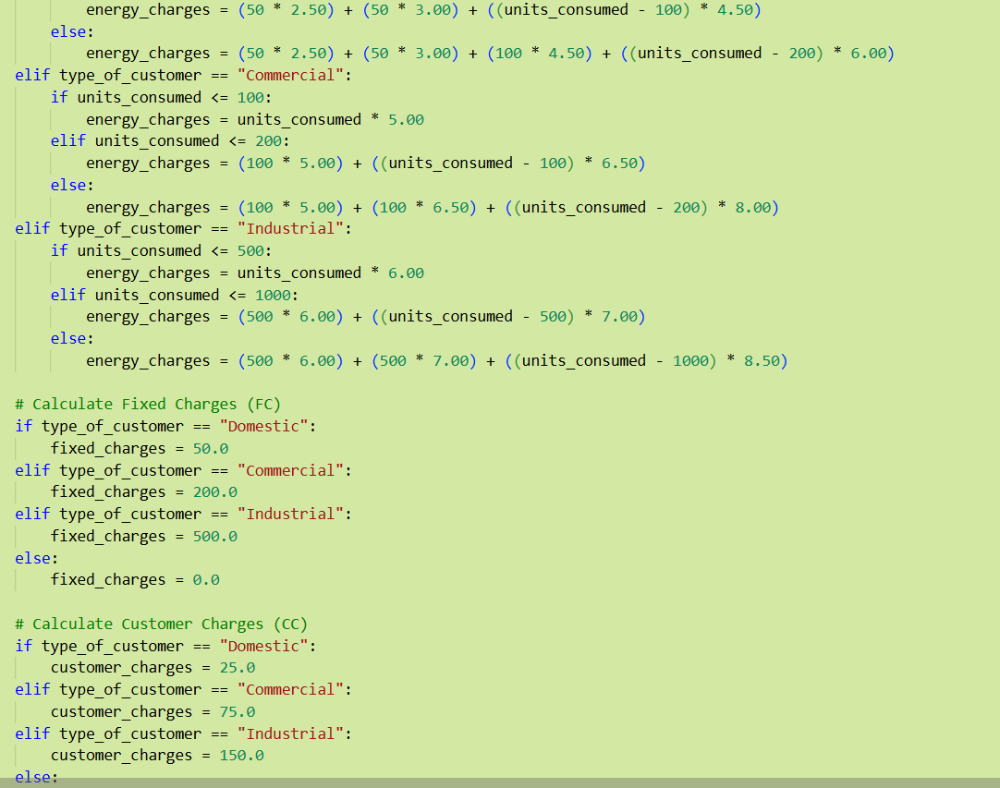 energy_charges = (50 * 2.50) + (50 * 3.00) + ((units_consumed - 100) * 4.50)
    else:
        energy_charges = (50 * 2.50) + (50 * 3.00) + (100 * 4.50) + ((units_consumed - 200) * 6.00)
elif type_of_customer == "Commercial":
    if units_consumed <= 100:
        energy_charges = units_consumed * 5.00
    elif units_consumed <= 200:
        energy_charges = (100 * 5.00) + ((units_consumed - 100) * 6.50)
    else:
        energy_charges = (100 * 5.00) + (100 * 6.50) + ((units_consumed - 200) * 8.00)
elif type_of_customer == "Industrial":
    if units_consumed <= 500:
        energy_charges = units_consumed * 6.00
    elif units_consumed <= 1000:
        energy_charges = (500 * 6.00) + ((units_consumed - 500) * 7.00)
    else:
        energy_charges = (500 * 6.00) + (500 * 7.00) + ((units_consumed - 1000) * 8.50)

# Calculate Fixed Charges (FC)
if type_of_customer == "Domestic":
    fixed_charges = 50.0
elif type_of_customer == "Commercial":
    fixed_charges = 200.0
elif type_of_customer == "Industrial":
    fixed_charges = 500.0
else:
    fixed_charges = 0.0

# Calculate Customer Charges (CC)
if type_of_customer == "Domestic":
    customer_charges = 25.0
elif type_of_customer == "Commercial":
    customer_charges = 75.0
elif type_of_customer == "Industrial":
    customer_charges = 150.0
else: